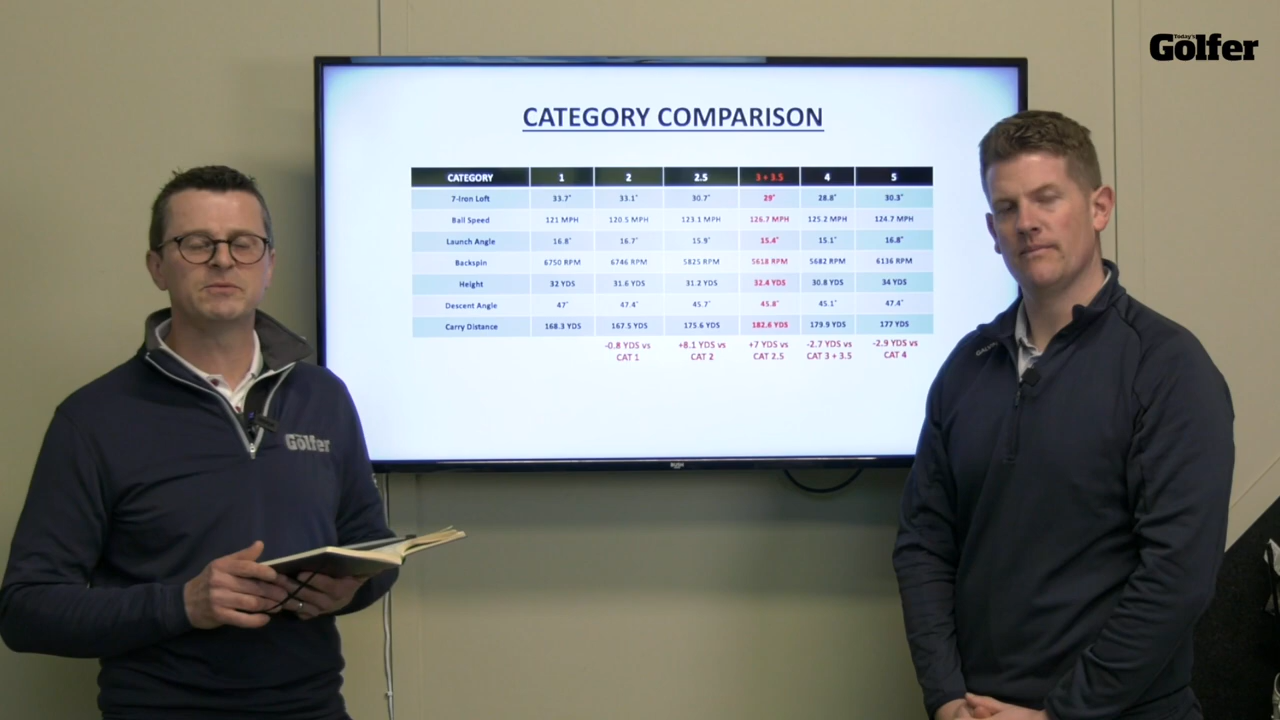 Today's
Golfer
CATEGORY COMPARISON
CATEGORY 1 2 2.5 3 + 3.5 4 5
7-Iron Loft 33.7˚ 33.1˚ 30.7˚ 29˚ 28.8˚ 30.3˚
Ball Speed 121 MPH 120.5 MPH 123.1 MPH 126.7 MPH 125.2 MPH 124.7 MPH
Launch Angle 16.8˚ 16.7˚ 15.9˚ 15.4˚ 15.1˚ 16.8˚
Backspin 6750 RPM 6746 RPM 5825 RPM 5618 RPM 5682 RPM 6136 RPM
Height 32 YDS 31.6 YDS 31.2 YDS 32.4 YDS 30.8 YDS 34 YDS
Descent Angle 47˚ 47.4˚ 45.7˚ 45.8˚ 45.1˚ 47.4˚
Carry Distance 168.3 YDS 167.5 YDS 175.6 YDS 182.6 YDS 179.9 YDS 177 YDS
-0.8 YDS vs +8.1 YDS vs +7 YDS vs -2.7 YDS vs -2.9 YDS vs
CAT 1 CAT 2 CAT 2.5 CAT 3 + 3.5 CAT 4
Golfer